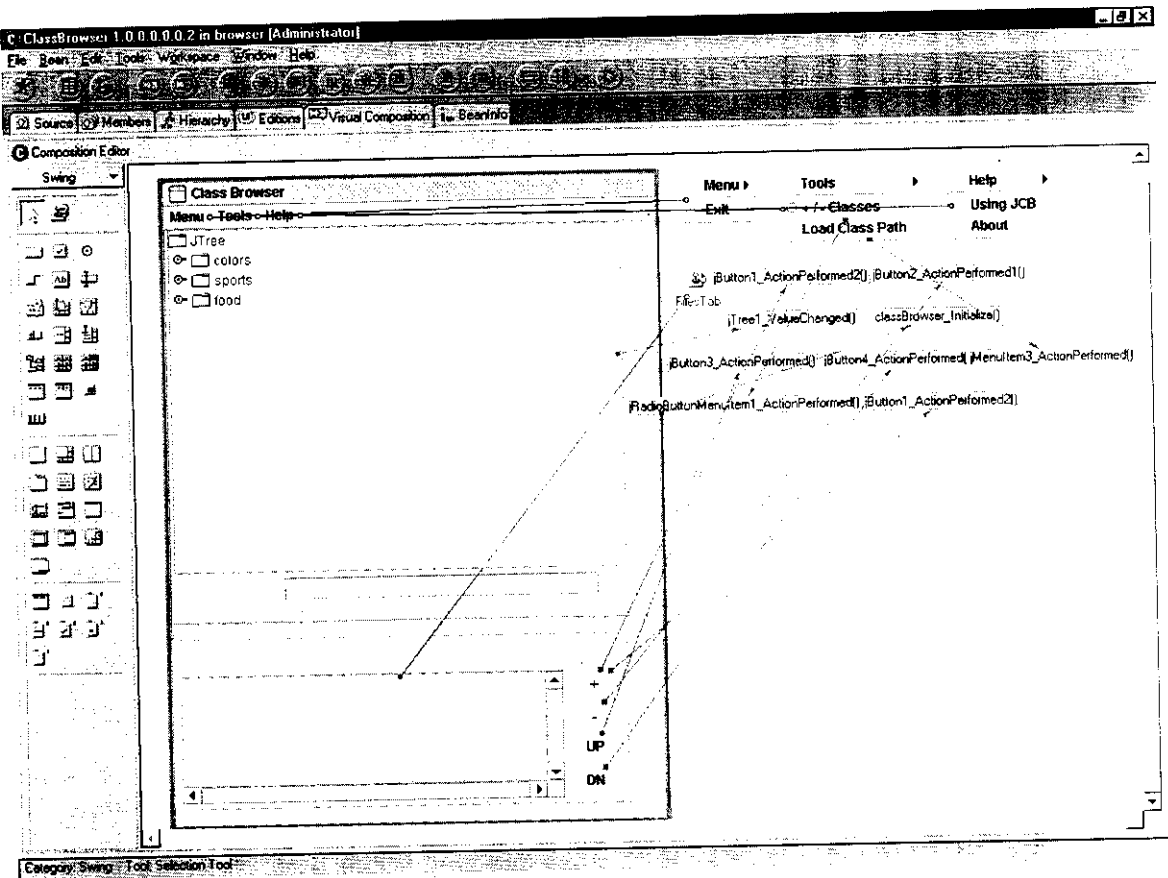 C:ClassBrowser 1.0.0.0.0.0.2 in browser [Administrator]
File Bean Edit Tools Workspace Window Help
Source Members Hierarchy Editions Visual Composition BeanInfo
Composition Editor
Swing
Class Browser
Menu Tools Help
JTree
colors
sports
food
Menu Tools Help
Exit + / - Classes Using JCB
Load Class Path About
jButton1_ActionPerformed2() jButton2_ActionPerformed1()
FilesTab
jTree1_ValueChanged() classBrowser_Initialize()
jButton3_ActionPerformed() jButton4_ActionPerformed( jMenuItem3_ActionPerformed()
jRadioButtonMenuItem1_ActionPerformed() jButton1_ActionPerformed2()
+
-
UP
DN
Category: Swing Tool: Selection Tool